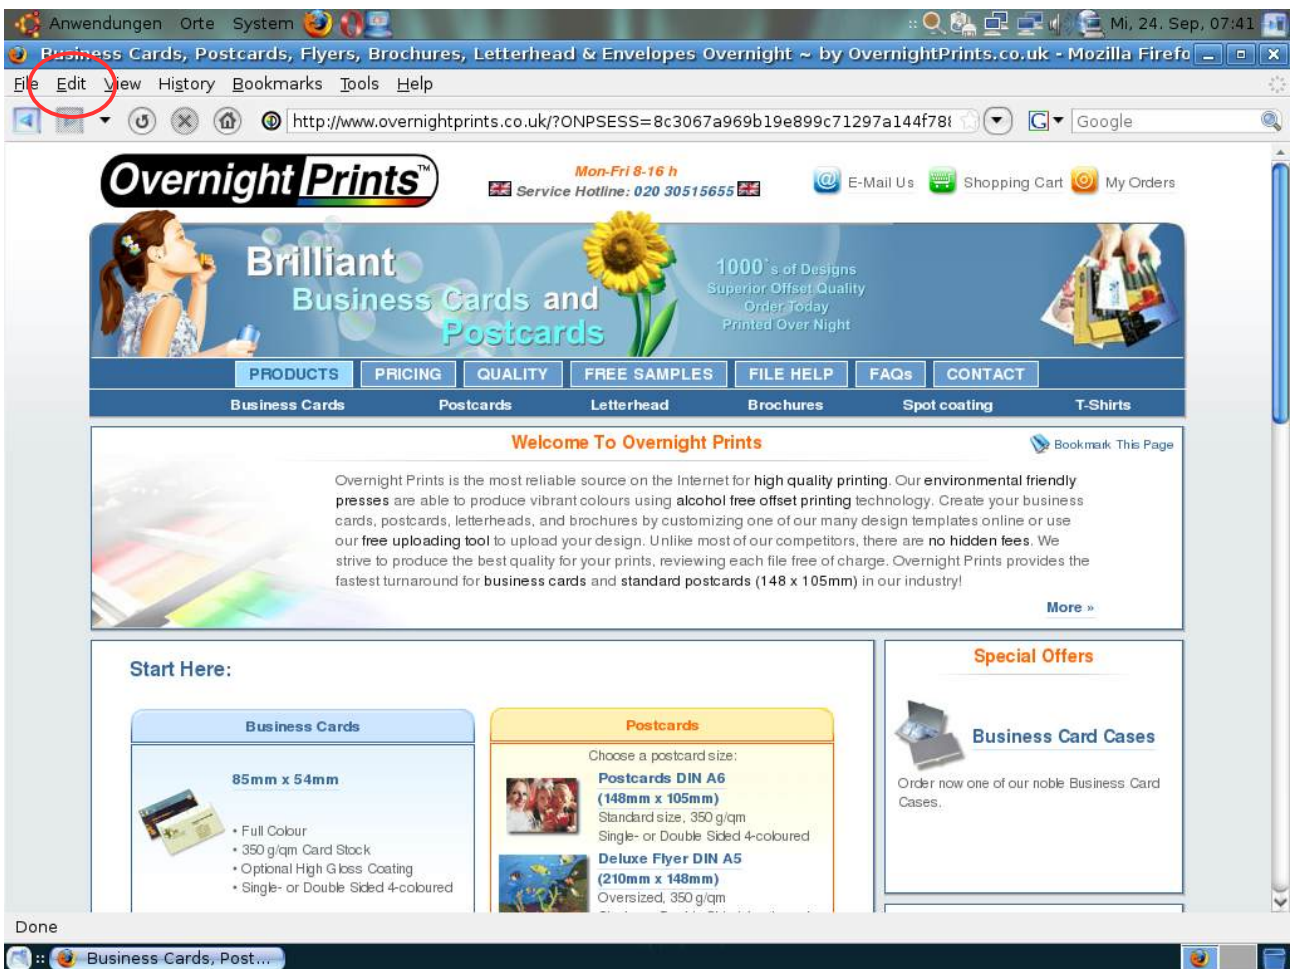 Anwendungen Orte System
Mi, 24. Sep, 07:41
Business Cards, Postcards, Flyers, Brochures, Letterhead & Envelopes Overnight ~ by OvernightPrints.co.uk - Mozilla Firefo
File Edit View History Bookmarks Tools Help
http://www.overnightprints.co.uk/?ONPSESS=8c3067a969b19e899c71297a144f788
Google
Overnight Prints™
Mon-Fri 8-16 h
Service Hotline: 020 30515655
E-Mail Us Shopping Cart My Orders
Brilliant
Business Cards and
Postcards
1000`s of Designs
Superior Offset Quality
Order Today
Printed Over Night
PRODUCTS PRICING QUALITY FREE SAMPLES FILE HELP FAQs CONTACT
Business Cards Postcards Letterhead Brochures Spot coating T-Shirts
Welcome To Overnight Prints
Bookmark This Page
Overnight Prints is the most reliable source on the Internet for high quality printing. Our environmental friendly
presses are able to produce vibrant colours using alcohol free offset printing technology. Create your business
cards, postcards, letterheads, and brochures by customizing one of our many design templates online or use
our free uploading tool to upload your design. Unlike most of our competitors, there are no hidden fees. We
strive to produce the best quality for your prints, reviewing each file free of charge. Overnight Prints provides the
fastest turnaround for business cards and standard postcards (148 x 105mm) in our industry!
More »
Start Here:
Business Cards
85mm x 54mm
• Full Colour
• 350 g/qm Card Stock
• Optional High Gloss Coating
• Single- or Double Sided 4-coloured
Postcards
Choose a postcard size:
Postcards DIN A6
(148mm x 105mm)
Standard size, 350 g/qm
Single- or Double Sided 4-coloured
Deluxe Flyer DIN A5
(210mm x 148mm)
Oversized, 350 g/qm
Special Offers
Business Card Cases
Order now one of our noble Business Card
Cases.
Done
Business Cards, Post...